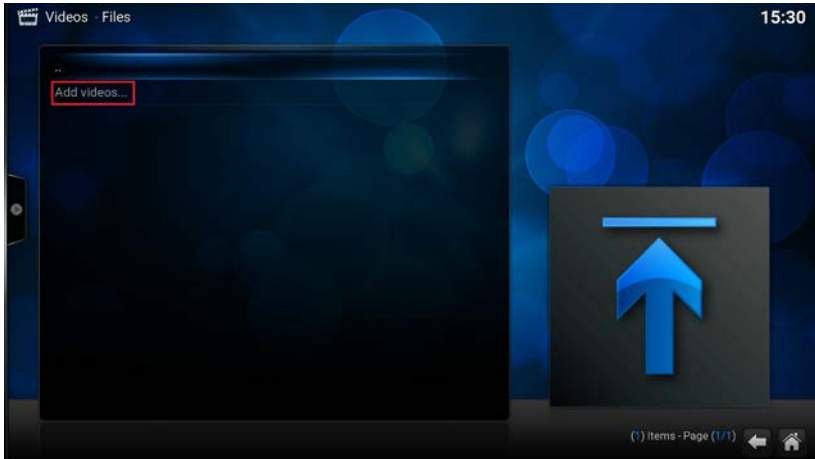 Videos - Files
15:30
..
Add videos...
(1) Items - Page (1/1)